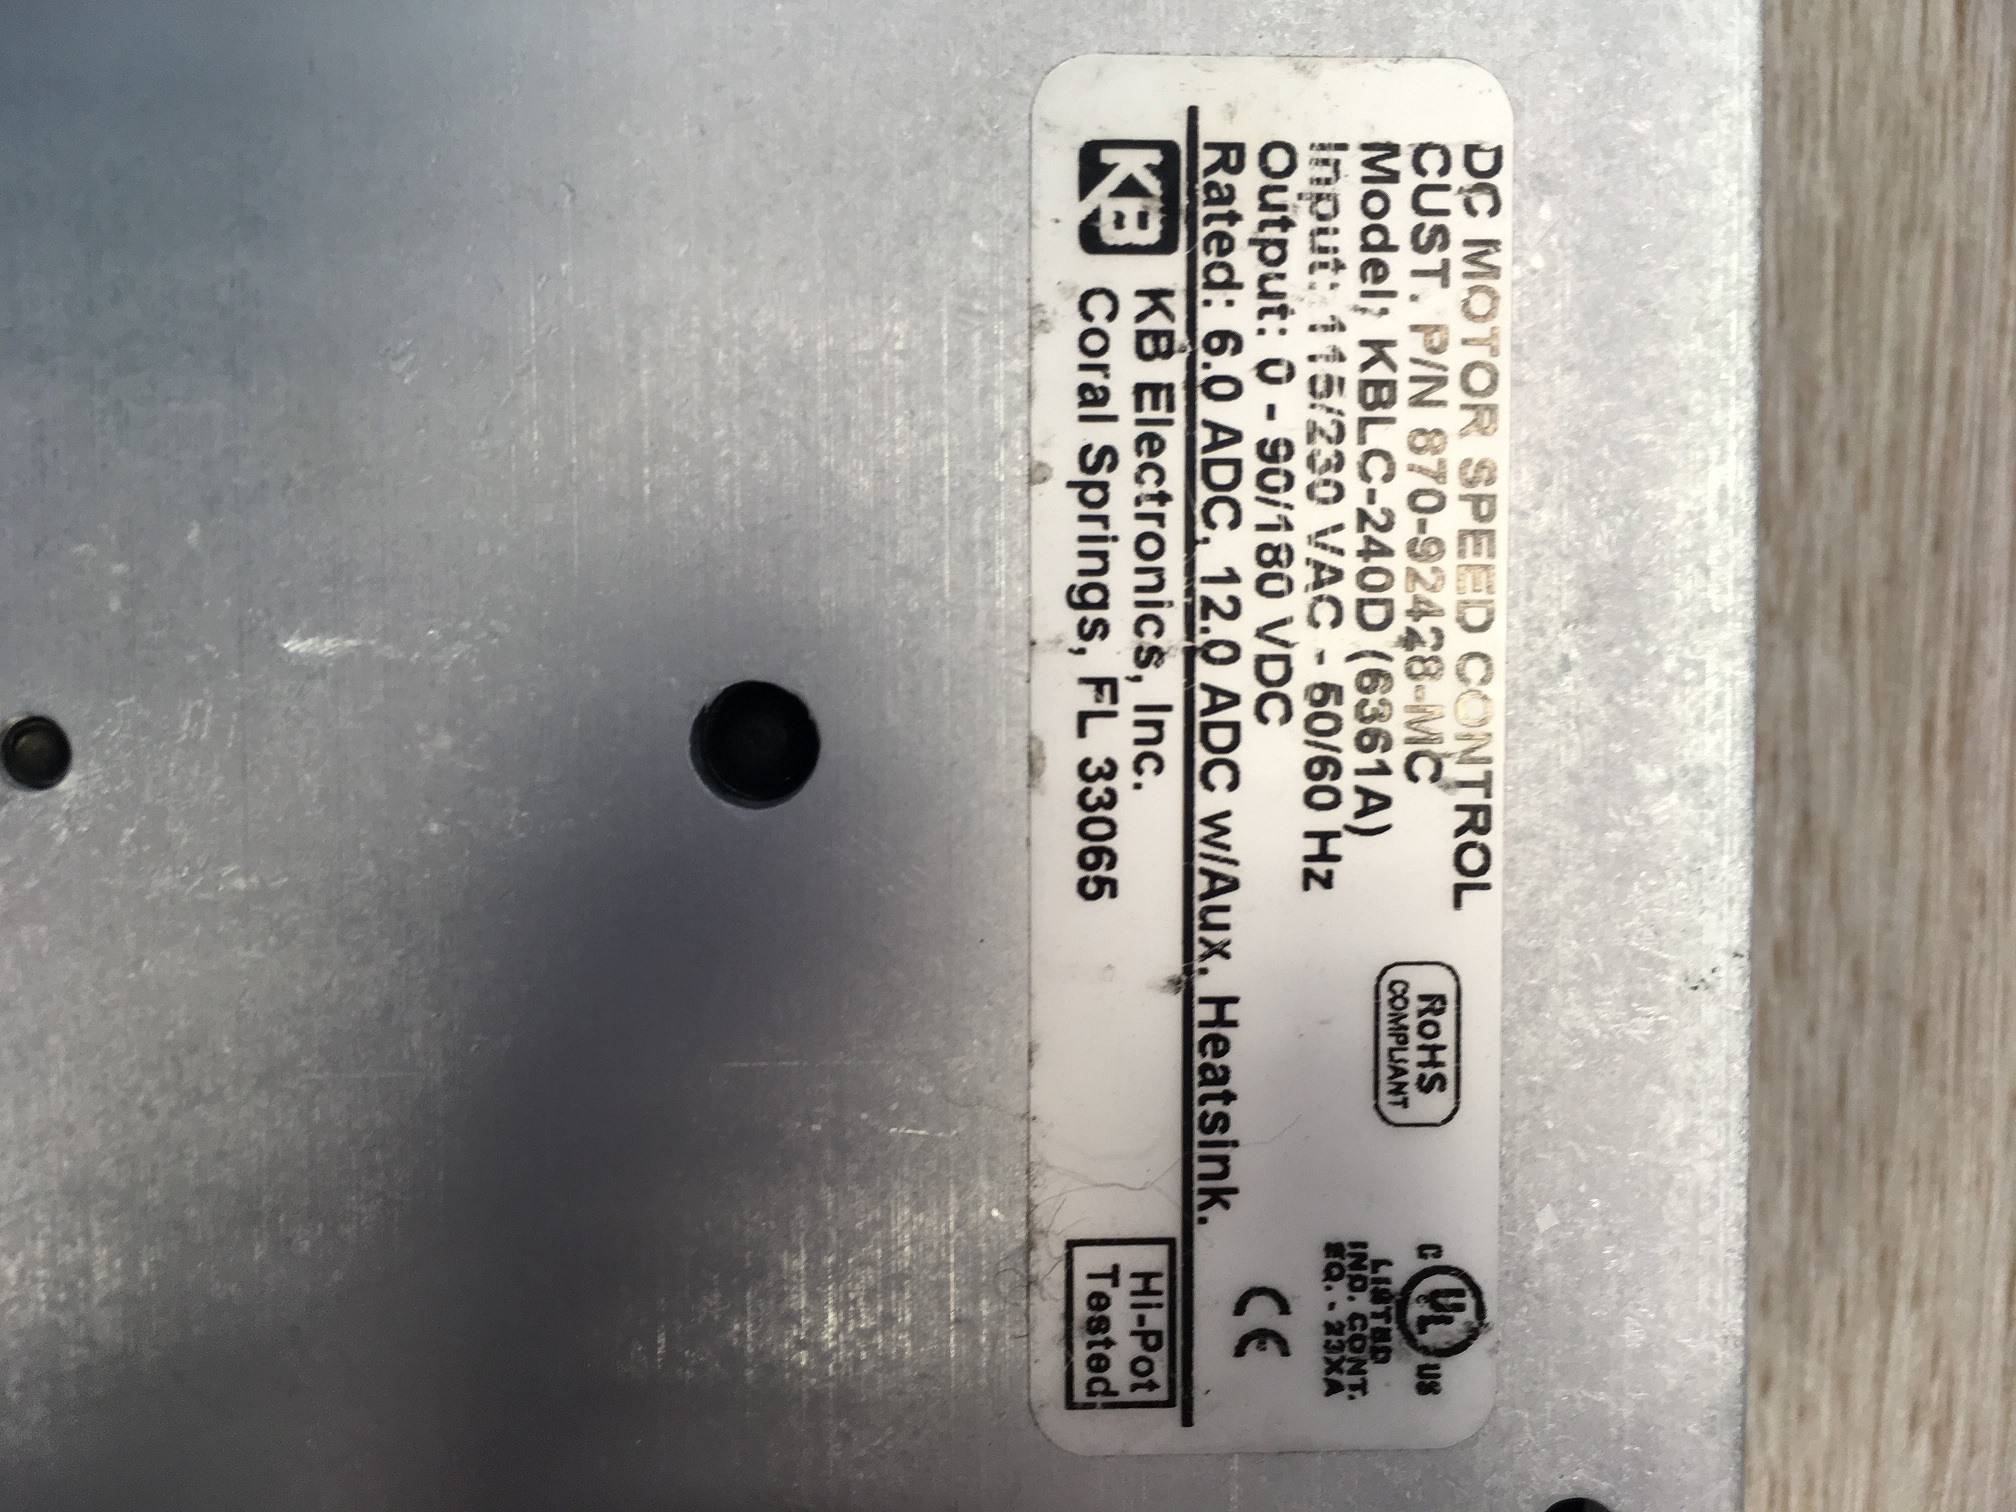 DC MOTOR SPEED CONTROL
CUST. P/N 870-92428-MC
Model: KBLC-240D (6361A)
Input: 115/230 VAC - 50/60 Hz
Output: 0 - 90/180 VDC
Rated: 6.0 ADC, 12.0 ADC w/Aux. Heatsink.
RoHS
COMPLIANT
C UL US
LISTED
IND. CONT.
EQ. - 23XA
CE
KB
KB Electronics, Inc.
Coral Springs, FL 33065
Hi-Pot
Tested